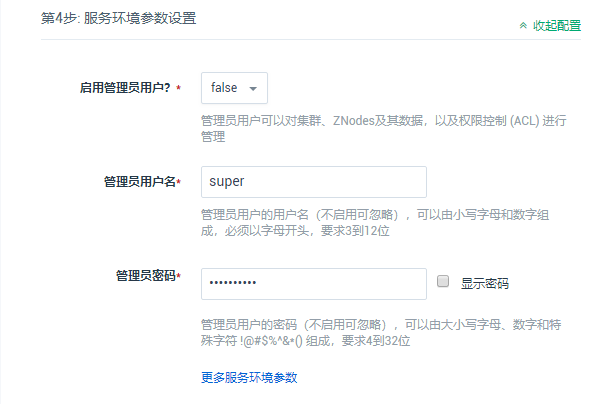 第4步: 服务环境参数设置
收起配置
启用管理员用户? *
false
管理员用户可以对集群、ZNodes及其数据，以及权限控制 (ACL) 进行
管理
管理员用户名*
super
管理员用户的用户名（不启用可忽略），可以由小写字母和数字组
成，必须以字母开头，要求3到12位
管理员密码*
••••••••••
显示密码
管理员用户的密码（不启用可忽略），可以由大小写字母、数字和特
殊字符 !@#$%^&*() 组成，要求4到32位
更多服务环境参数